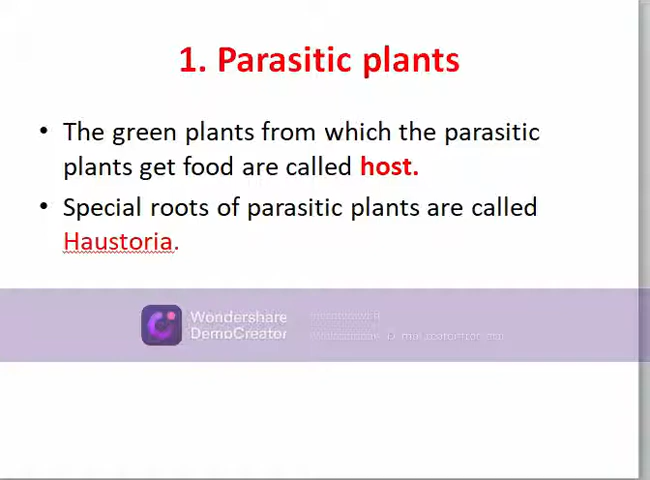 1. Parasitic plants
• The green plants from which the parasitic
plants get food are called host.
• Special roots of parasitic plants are called
Haustoria.
Wondershare
DemoCreator